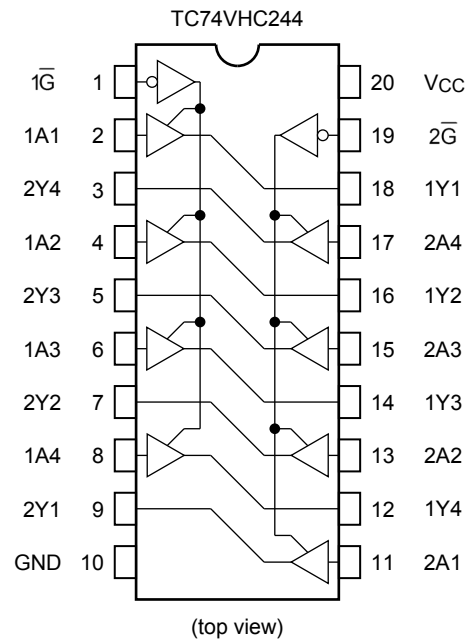 TC74VHC244
1G̅ 1 20 VCC
1A1 2 19 2G̅
2Y4 3 18 1Y1
1A2 4 17 2A4
2Y3 5 16 1Y2
1A3 6 15 2A3
2Y2 7 14 1Y3
1A4 8 13 2A2
2Y1 9 12 1Y4
GND 10 11 2A1
(top view)